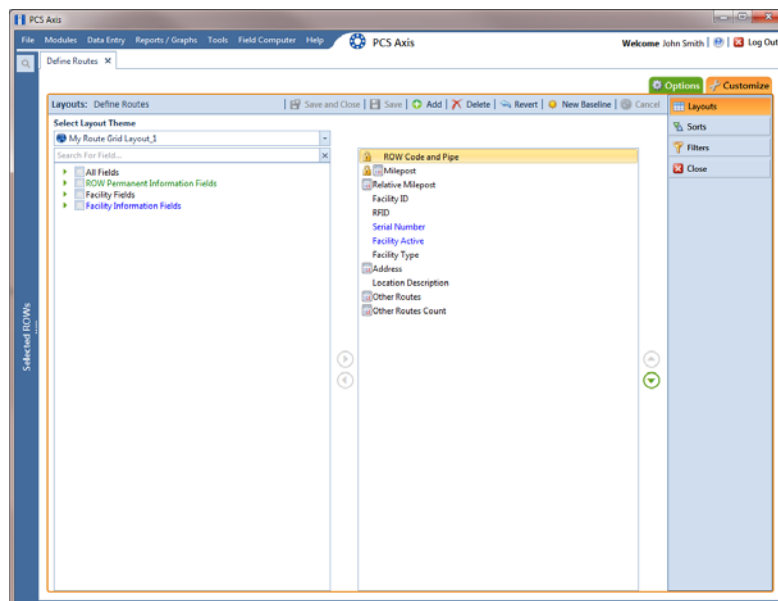 PCS Axis
File Modules Data Entry Reports / Graphs Tools Field Computer Help PCS Axis Welcome John Smith | | Log Out
Define Routes
Options Customize
Layouts: Define Routes | Save and Close | Save | Add | Delete | Revert | New Baseline | Cancel
Layouts
Select Layout Theme
Sorts
My Route Grid Layout_1
Filters
Search For Field...
Close
All Fields
ROW Permanent Information Fields
Facility Fields
Facility Information Fields
ROW Code and Pipe
Milepost
Relative Milepost
Facility ID
RFID
Serial Number
Facility Active
Facility Type
Address
Location Description
Other Routes
Other Routes Count
Selected ROWs